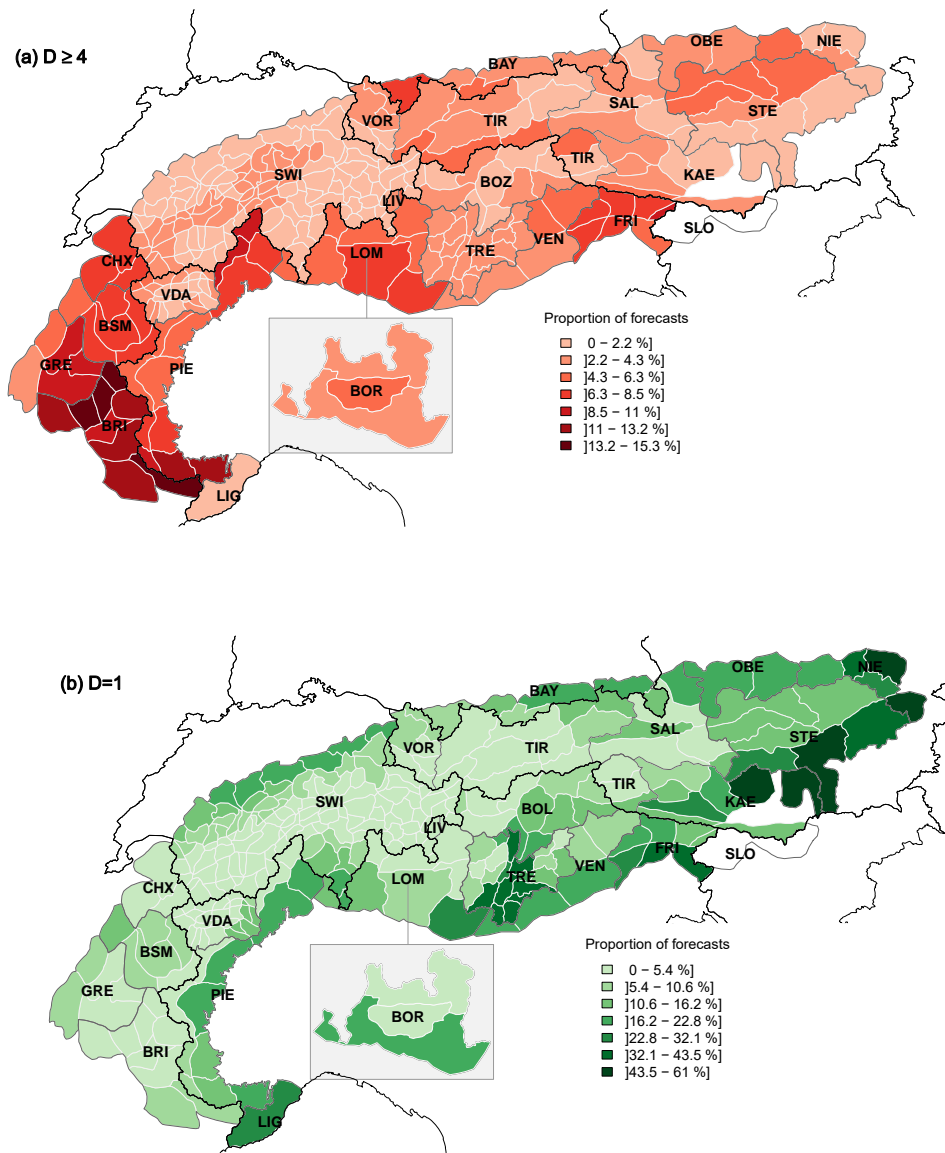 (a) D ≥ 4
OBE
NIE
BAY
SAL
STE
VOR
TIR
TIR
SWI
BOZ
KAE
LIV
FRI
SLO
TRE
VEN
LOM
CHX
VDA
BSM
GRE
PIE
BOR
BRI
LIG
Proportion of forecasts
0 – 2.2 %]
]2.2 – 4.3 %]
]4.3 – 6.3 %]
]6.3 – 8.5 %]
]8.5 – 11 %]
]11 – 13.2 %]
]13.2 – 15.3 %]
(b) D=1
OBE
NIE
BAY
SAL
STE
VOR
TIR
TIR
SWI
BOL
KAE
LIV
FRI
SLO
VEN
TRE
LOM
CHX
VDA
BSM
GRE
PIE
BOR
BRI
LIG
Proportion of forecasts
0 – 5.4 %]
]5.4 – 10.6 %]
]10.6 – 16.2 %]
]16.2 – 22.8 %]
]22.8 – 32.1 %]
]32.1 – 43.5 %]
]43.5 – 61 %]